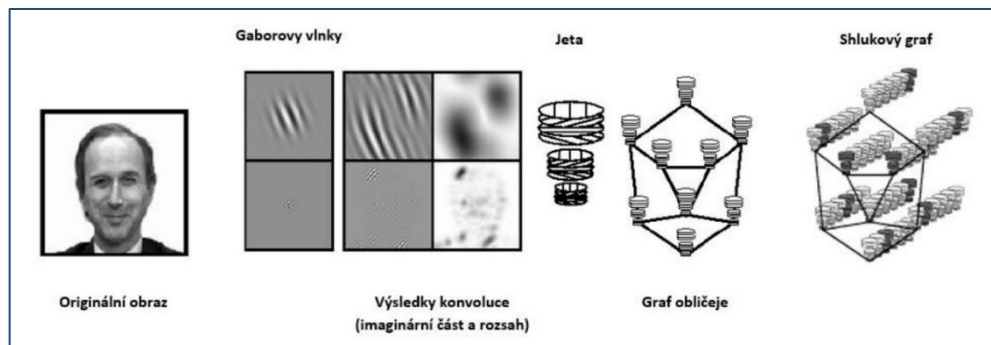 Gaborovy vlnky
Jeta
Shlukový graf
Originální obraz
Výsledky konvoluce
(imaginární část a rozsah)
Graf obličeje